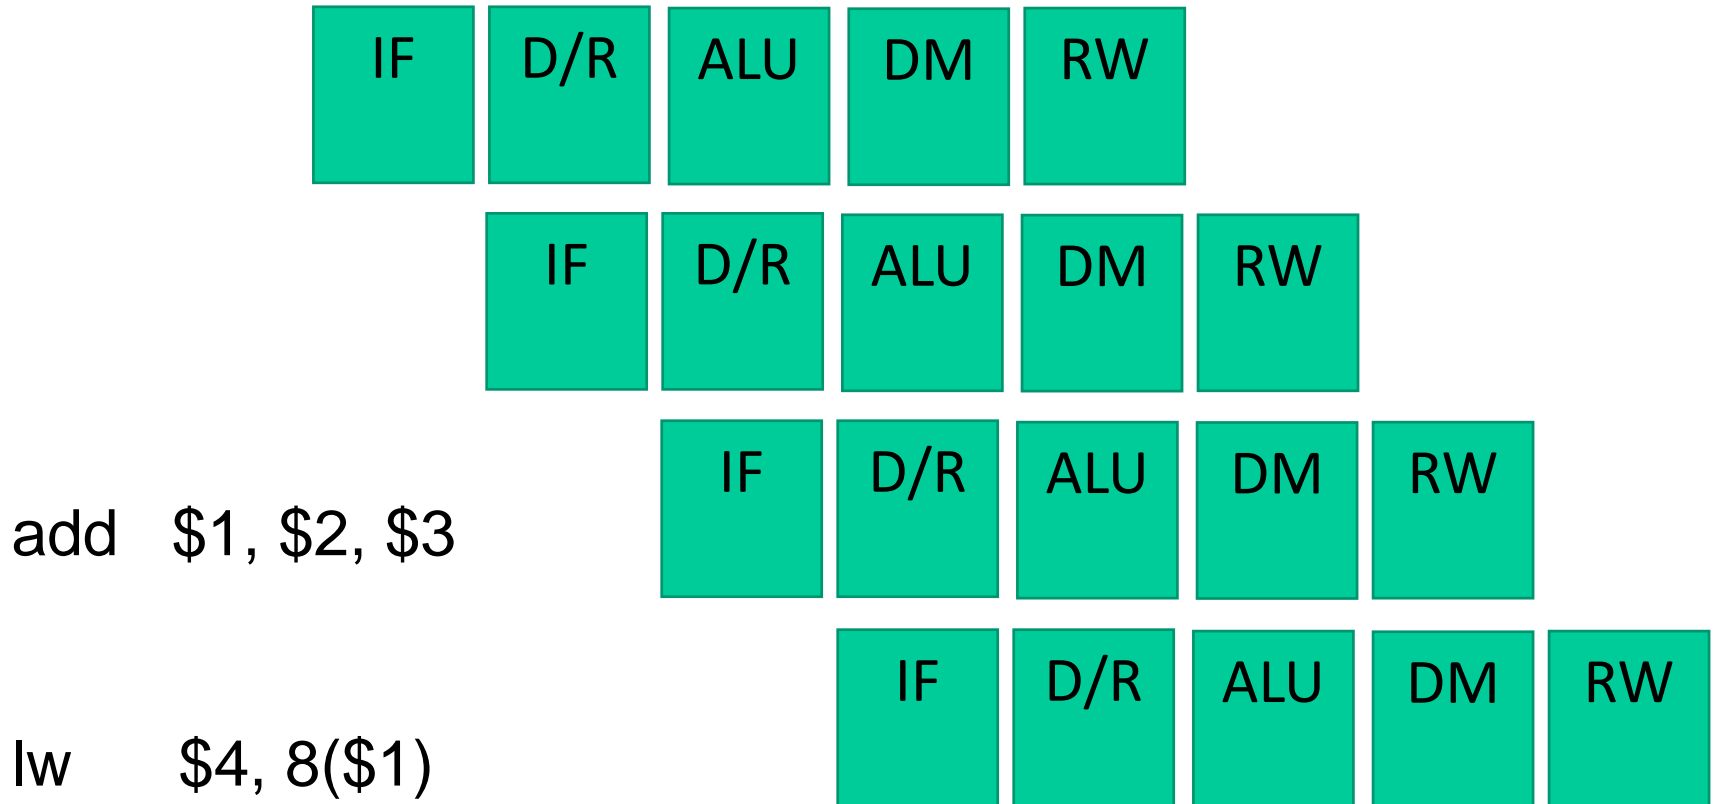 IF D/R ALU DM RW
IF D/R ALU DM RW
IF D/R ALU DM RW
add $1, $2, $3
IF D/R ALU DM RW
lw $4, 8($1)